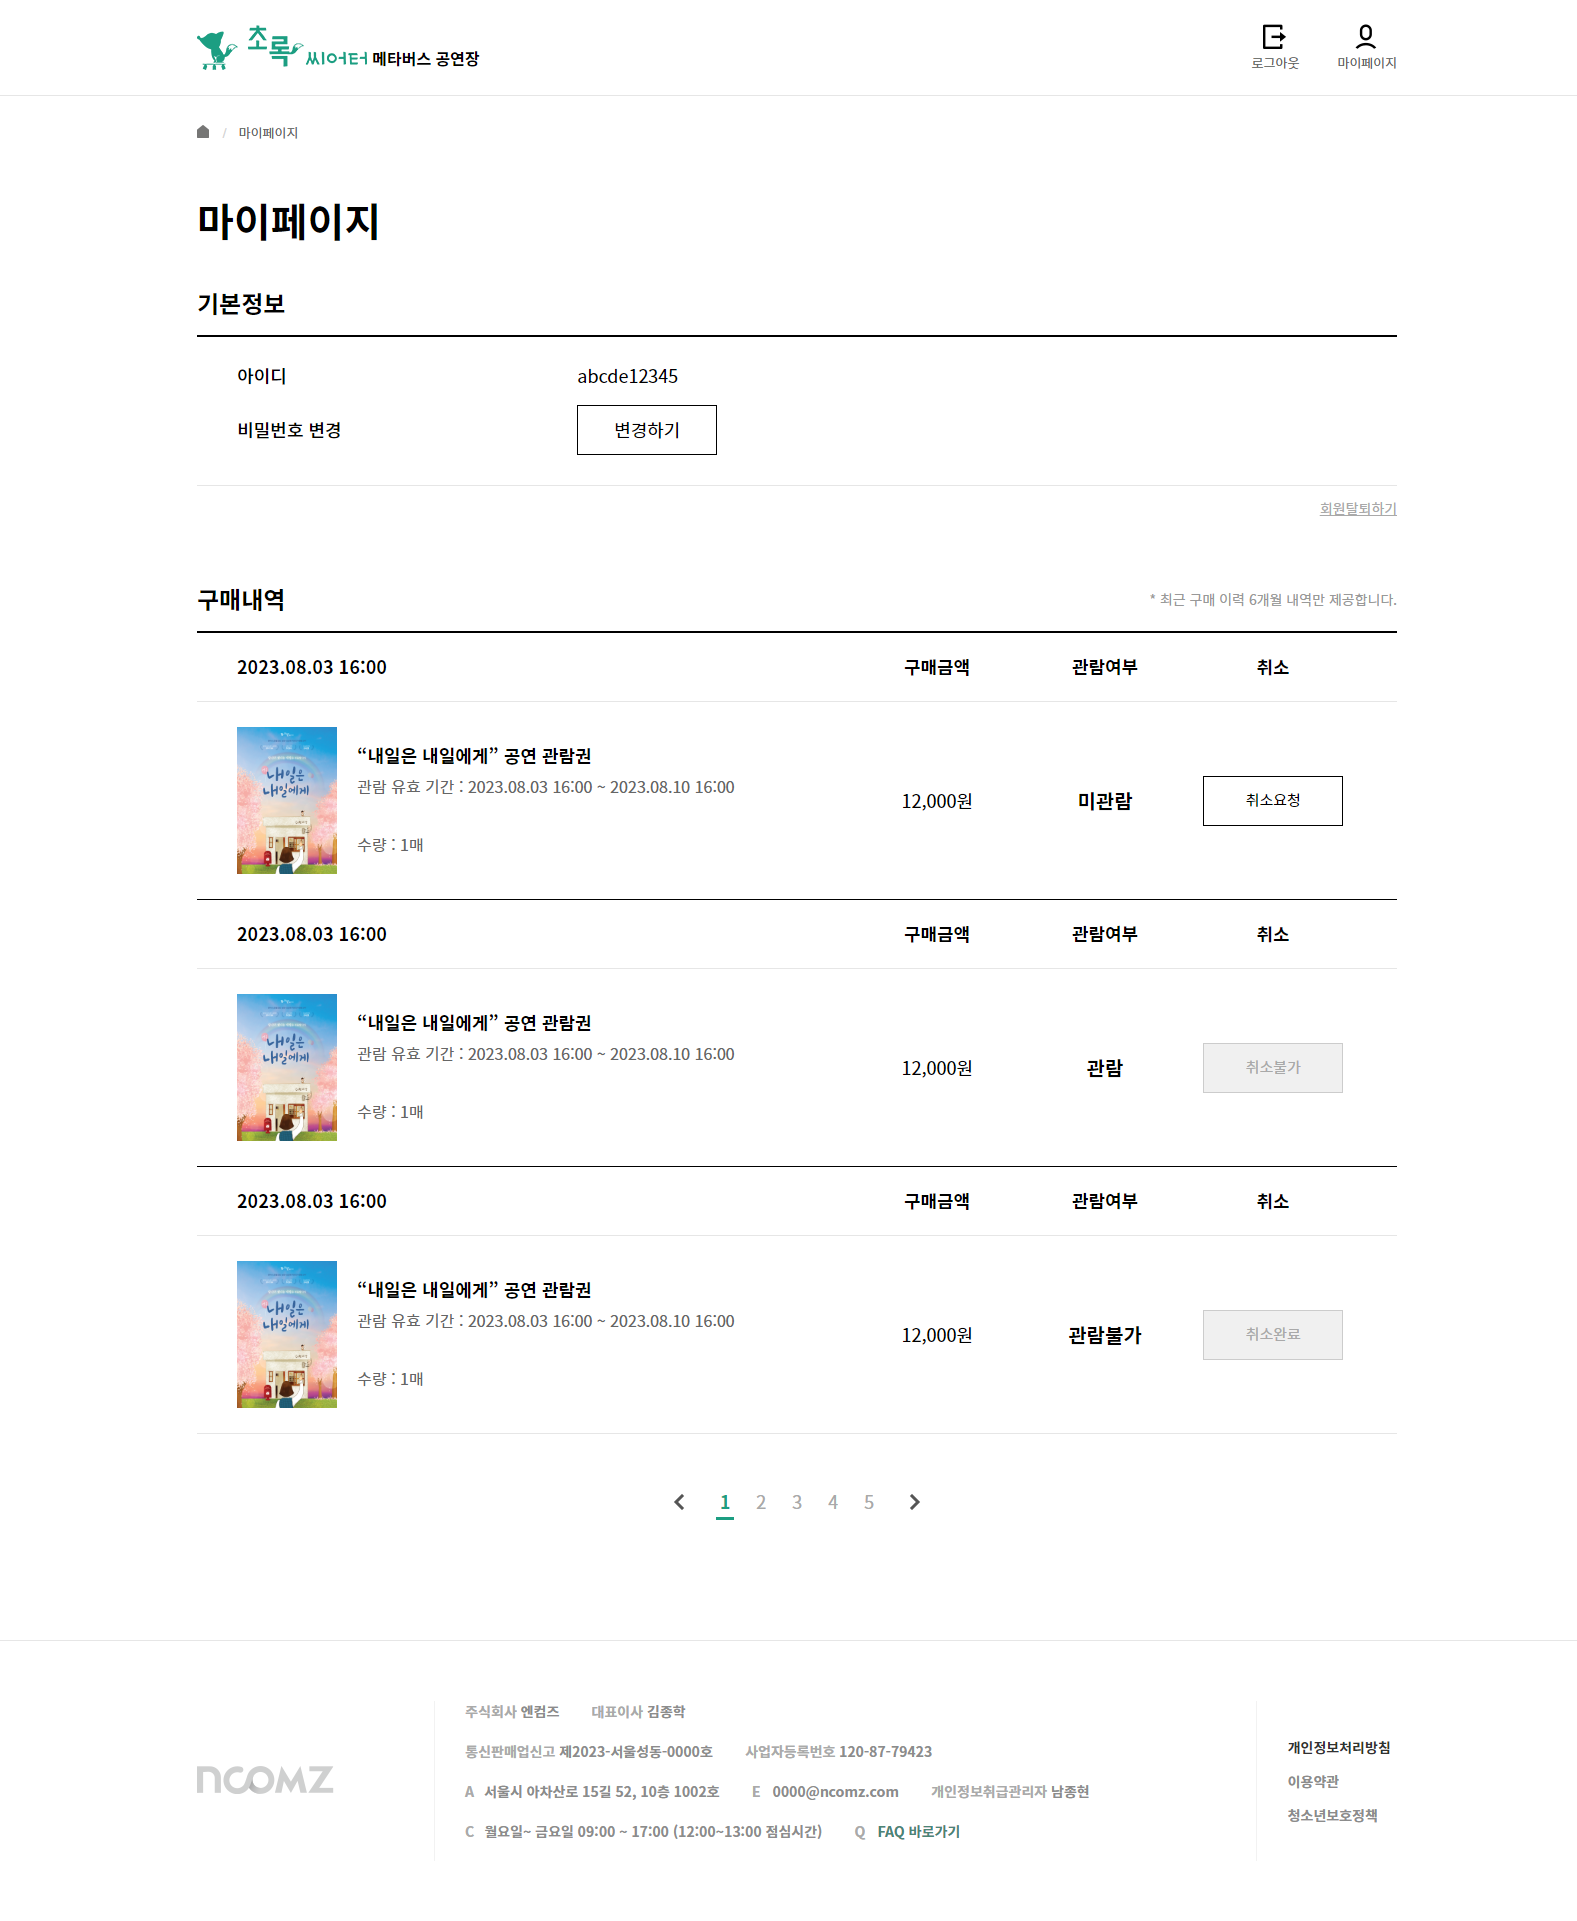 초록씨어터 메타버스 공연장
로그아웃 마이페이지
/ 마이페이지
마이페이지
기본정보
아이디 abcde12345
비밀번호 변경 변경하기
회원탈퇴하기
구매내역 * 최근 구매 이력 6개월 내역만 제공합니다.
2023.08.03 16:00 구매금액 관람여부 취소
내일은
내일에게
“내일은 내일에게” 공연 관람권
관람 유효 기간 : 2023.08.03 16:00 ~ 2023.08.10 16:00
12,000원 미관람 취소요청
수량 : 1매
2023.08.03 16:00 구매금액 관람여부 취소
내일은
내일에게
“내일은 내일에게” 공연 관람권
관람 유효 기간 : 2023.08.03 16:00 ~ 2023.08.10 16:00
12,000원 관람 취소불가
수량 : 1매
2023.08.03 16:00 구매금액 관람여부 취소
내일은
내일에게
“내일은 내일에게” 공연 관람권
관람 유효 기간 : 2023.08.03 16:00 ~ 2023.08.10 16:00
12,000원 관람불가 취소완료
수량 : 1매
1 2 3 4 5
ncomz
주식회사 엔컴즈 대표이사 김종학
통신판매업신고 제2023-서울성동-0000호 사업자등록번호 120-87-79423
A 서울시 아차산로 15길 52, 10층 1002호 E 0000@ncomz.com 개인정보취급관리자 남종현
C 월요일~ 금요일 09:00 ~ 17:00 (12:00~13:00 점심시간) Q FAQ 바로가기
개인정보처리방침
이용약관
청소년보호정책